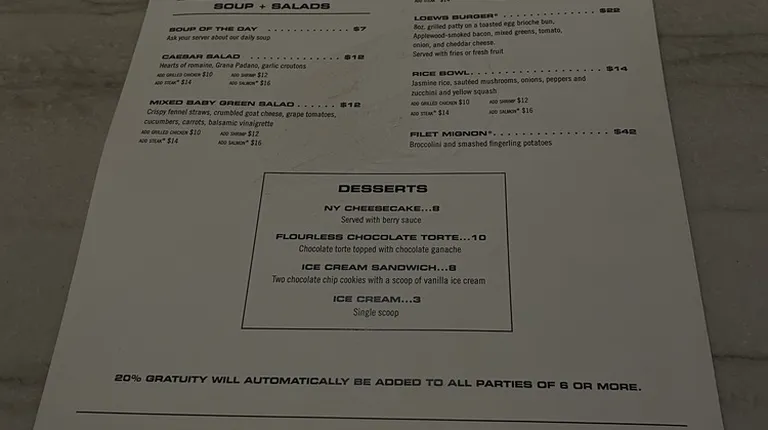 SOUP + SALADS
SOUP OF THE DAY . . . . . . . . . . . . . $7
Ask your server about our daily soup
CAESAR SALAD . . . . . . . . . . . . . . . . $12
Hearts of romaine, Grana Padano, garlic croutons
ADD GRILLED CHICKEN $10 ADD SHRIMP $12
ADD STEAK* $14 ADD SALMON* $16
MIXED BABY GREEN SALAD . . . . . . $12
Crispy fennel straws, crumbled goat cheese, grape tomatoes,
cucumbers, carrots, balsamic vinaigrette
ADD GRILLED CHICKEN $10 ADD SHRIMP $12
ADD STEAK* $14 ADD SALMON* $16
LOEWS BURGER* . . . . . . . . . . . . . . $22
8oz. grilled patty on a toasted egg brioche bun,
Applewood-smoked bacon, mixed greens, tomato,
onion, and cheddar cheese.
Served with fries or fresh fruit
RICE BOWL. . . . . . . . . . . . . . . . . . . . $14
Jasmine rice, sautéed mushrooms, onions, peppers and
zucchini and yellow squash
ADD GRILLED CHICKEN $10 ADD SHRIMP $12
ADD STEAK* $14 ADD SALMON* $16
FILET MIGNON*. . . . . . . . . . . . . . . . $42
Broccolini and smashed fingerling potatoes
DESSERTS
NY CHEESECAKE...8
Served with berry sauce
FLOURLESS CHOCOLATE TORTE...10
Chocolate torte topped with chocolate ganache
ICE CREAM SANDWICH...8
Two chocolate chip cookies with a scoop of vanilla ice cream
ICE CREAM...3
Single scoop
20% GRATUITY WILL AUTOMATICALLY BE ADDED TO ALL PARTIES OF 6 OR MORE.